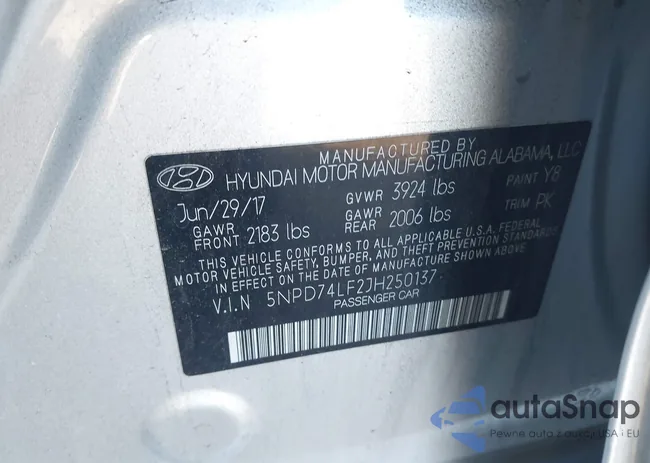 MANUFACTURED BY
HYUNDAI MOTOR MANUFACTURING ALABAMA, LLC
Jun/29/17 GVWR 3924 lbs PAINT Y8
GAWR FRONT 2183 lbs GAWR REAR 2006 lbs TRIM PK
THIS VEHICLE CONFORMS TO ALL APPLICABLE U.S.A. FEDERAL
MOTOR VEHICLE SAFETY, BUMPER, AND THEFT PREVENTION STANDARDS
IN EFFECT ON THE DATE OF MANUFACTURE SHOWN ABOVE.
V.I.N 5NPD74LF2JH250137
PASSENGER CAR
autaSnap
Pewne auta z aukcji USA i EU